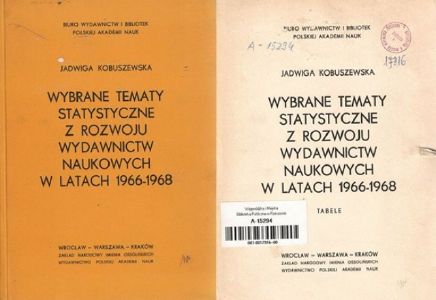 BIURO WYDAWNICTW I BIBLIOTEK
POLSKIEJ AKADEMII NAUK
JADWIGA KOBUSZEWSKA
WYBRANE TEMATY
STATYSTYCZNE
Z ROZWOJU
WYDAWNICTW
NAUKOWYCH
W LATACH 1966-1968
WROCŁAW – WARSZAWA – KRAKÓW
ZAKŁAD NARODOWY IMIENIA OSSOLIŃSKICH
WYDAWNICTWO POLSKIEJ AKADEMII NAUK
BIURO WYDAWNICTW I BIBLIOTEK
POLSKIEJ AKADEMII NAUK
A-15294
17716
JADWIGA KOBUSZEWSKA
WYBRANE TEMATY
STATYSTYCZNE
Z ROZWOJU
WYDAWNICTW
NAUKOWYCH
W LATACH 1966-1968
TABELE
A-15294
WROCŁAW – WARSZAWA – KRAKÓW
ZAKŁAD NARODOWY IMIENIA OSSOLIŃSKICH
WYDAWNICTWO POLSKIEJ AKADEMII NAUK